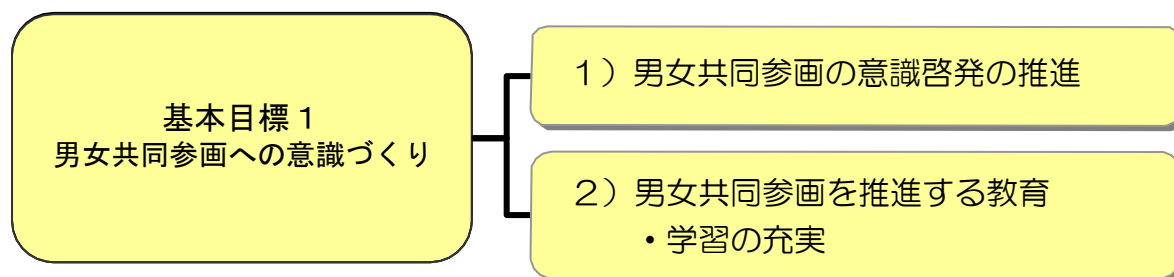 基本目標１
男女共同参画への意識づくり
１）男女共同参画の意識啓発の推進
２）男女共同参画を推進する教育
・学習の充実